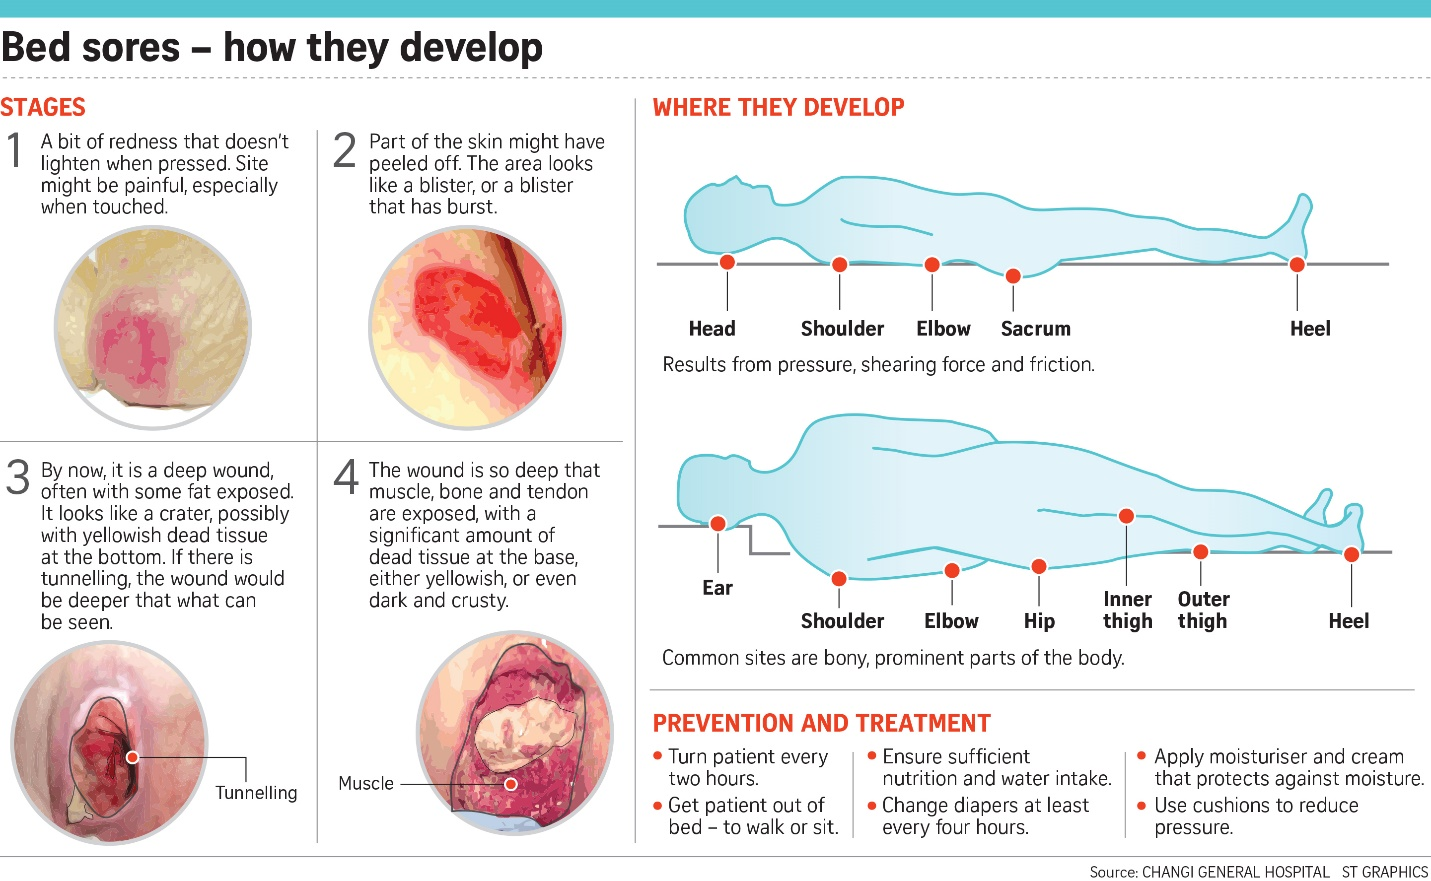 Bed sores – how they develop
STAGES
1
A bit of redness that doesn't
lighten when pressed. Site
might be painful, especially
when touched.
2
Part of the skin might have
peeled off. The area looks
like a blister, or a blister
that has burst.
3
By now, it is a deep wound,
often with some fat exposed.
It looks like a crater, possibly
with yellowish dead tissue
at the bottom. If there is
tunnelling, the wound would
be deeper that what can
be seen.
Tunnelling
4
The wound is so deep that
muscle, bone and tendon
are exposed, with a
significant amount of
dead tissue at the base,
either yellowish, or even
dark and crusty.
Muscle
WHERE THEY DEVELOP
Head Shoulder Elbow Sacrum Heel
Results from pressure, shearing force and friction.
Ear
Shoulder Elbow Hip
Inner
thigh
Outer
thigh
Heel
Common sites are bony, prominent parts of the body.
PREVENTION AND TREATMENT
• Turn patient every
two hours.
• Get patient out of
bed – to walk or sit.
• Ensure sufficient
nutrition and water intake.
• Change diapers at least
every four hours.
• Apply moisturiser and cream
that protects against moisture.
• Use cushions to reduce
pressure.
Source: CHANGI GENERAL HOSPITAL ST GRAPHICS